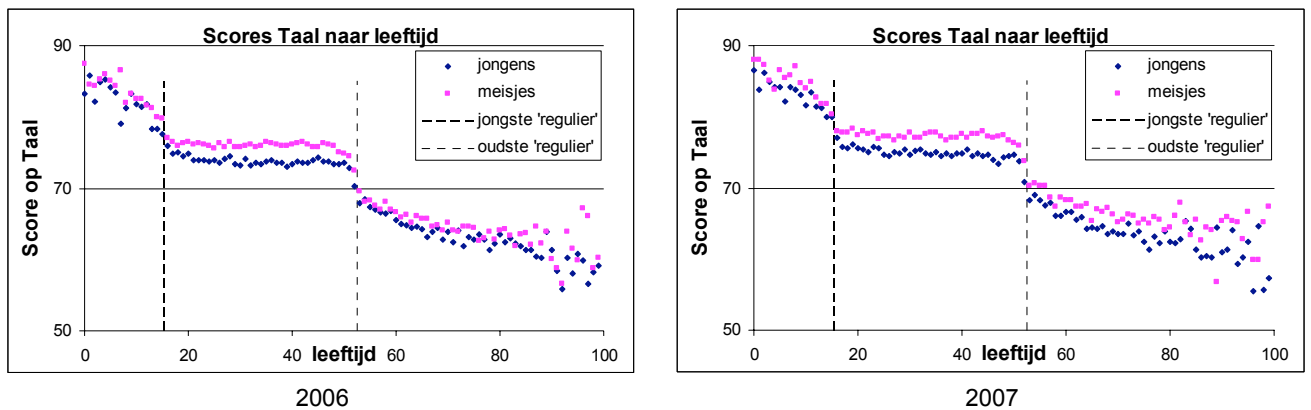 Scores Taal naar leeftijd
90
70
50
Score op Taal
jongens
meisjes
jongste 'regulier'
oudste 'regulier'
0 20 40 60 80 100
leeftijd
2006
Scores Taal naar leeftijd
90
70
50
Score op Taal
jongens
meisjes
jongste 'regulier'
oudste 'regulier'
0 20 40 60 80 100
leeftijd
2007